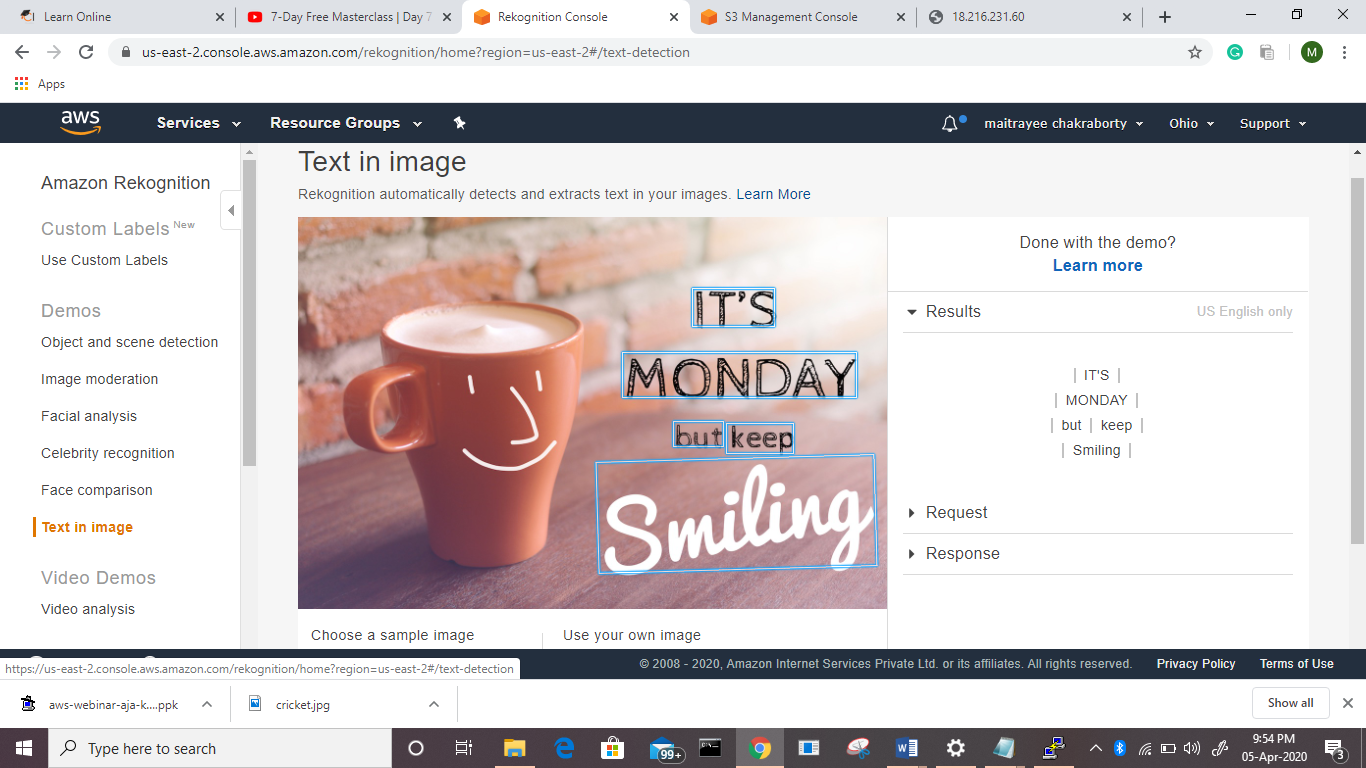 Learn Online
7-Day Free Masterclass | Day 7
Rekognition Console
S3 Management Console
18.216.231.60
us-east-2.console.aws.amazon.com/rekognition/home?region=us-east-2#/text-detection
M
Apps
aws
Services
Resource Groups
maitrayee chakraborty
Ohio
Support
Amazon Rekognition
Custom Labels New
Use Custom Labels
Demos
Object and scene detection
Image moderation
Facial analysis
Celebrity recognition
Face comparison
Text in image
Video Demos
Video analysis
Text in image
Rekognition automatically detects and extracts text in your images. Learn More
IT'S
MONDAY
but keep
Smiling
Choose a sample image
Use your own image
Done with the demo?
Learn more
Results
US English only
| IT'S |
| MONDAY |
| but | keep |
| Smiling |
Request
Response
https://us-east-2.console.aws.amazon.com/rekognition/home?region=us-east-2#/text-detection
© 2008 - 2020, Amazon Internet Services Private Ltd. or its affiliates. All rights reserved.
Privacy Policy
Terms of Use
aws-webinar-aja-k....ppk
cricket.jpg
Show all
Type here to search
99+
9:54 PM
05-Apr-2020
3